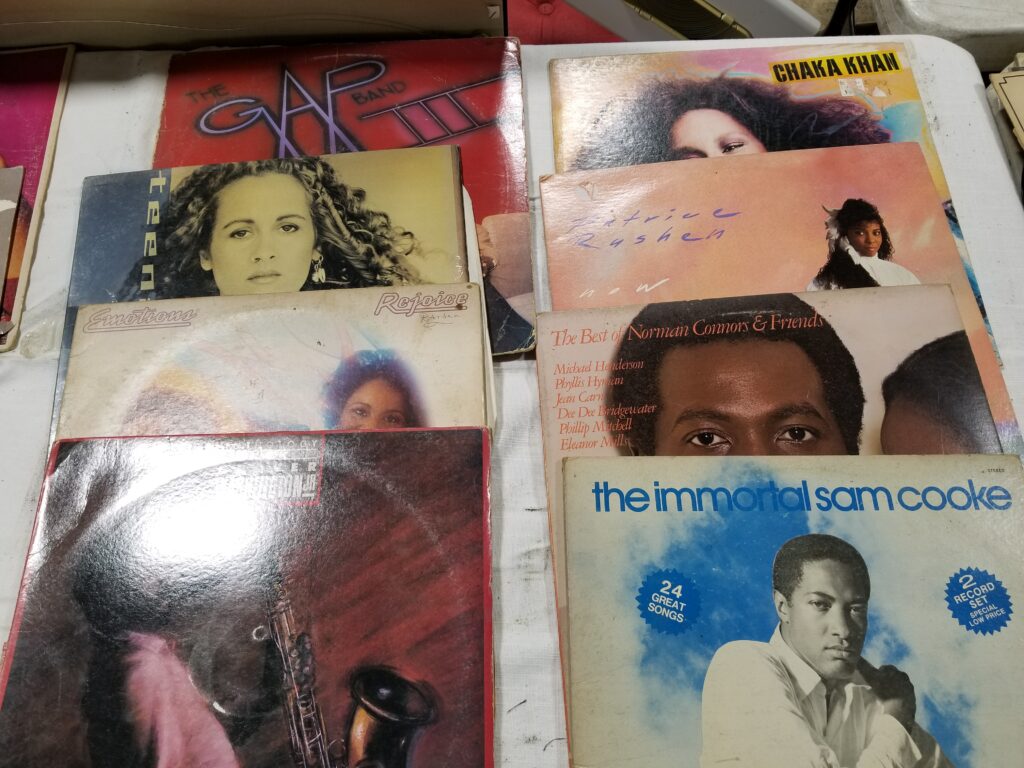 THE
GAP
BAND
III
CHAKA KHAN
teena
Patrice
Rushen
now
Emotions
Rejoice
The Best of Norman Connors & Friends
Michael Henderson
Phyllis Hyman
Jean Carn
Dee Dee Bridgewater
Phillip Mitchell
Eleanor Mills
STEREO
the immortal sam cooke
24
GREAT
SONGS
2
RECORD
SET
SPECIAL
LOW PRICE